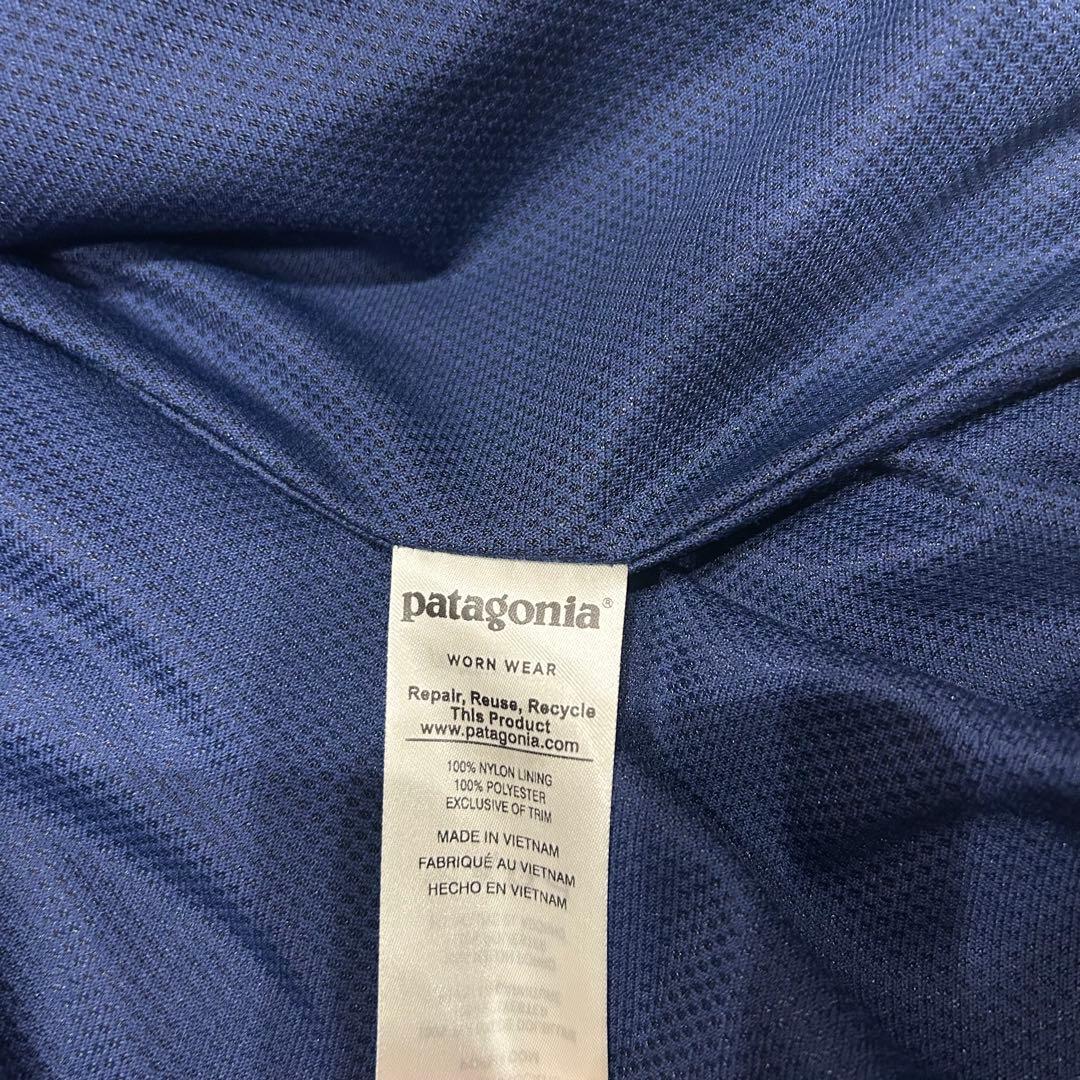 patagonia®
WORN WEAR
Repair, Reuse, Recycle
This Product
www.patagonia.com
100% NYLON LINING
100% POLYESTER
EXCLUSIVE OF TRIM
MADE IN VIETNAM
FABRIQUÉ AU VIETNAM
HECHO EN VIETNAM